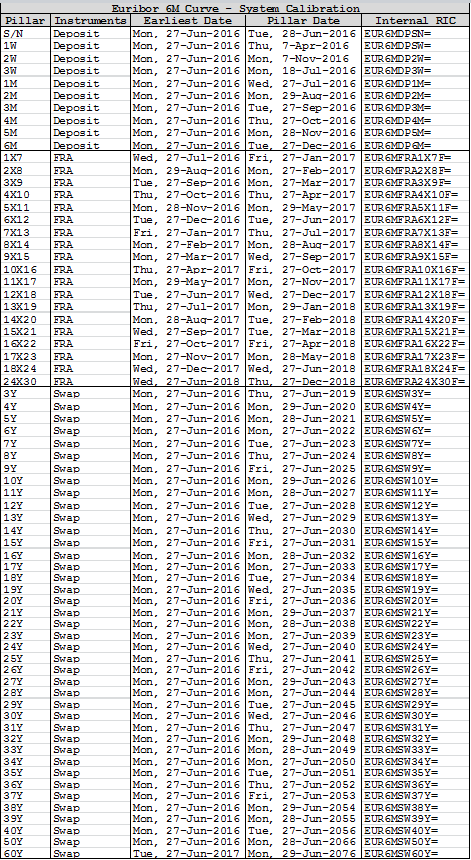 Euribor 6M Curve - System Calibration
Pillar Instruments Earliest Date Pillar Date Internal RIC
S/N Deposit Mon, 27-Jun-2016 Tue, 28-Jun-2016 EUR6MDPSN=
1W Deposit Mon, 27-Jun-2016 Thu, 7-Apr-2016 EUR6MDPSW=
2W Deposit Mon, 27-Jun-2016 Mon, 7-Nov-2016 EUR6MDP2W=
3W Deposit Mon, 27-Jun-2016 Mon, 18-Jul-2016 EUR6MDP3W=
1M Deposit Mon, 27-Jun-2016 Wed, 27-Jul-2016 EUR6MDP1M=
2M Deposit Mon, 27-Jun-2016 Mon, 29-Aug-2016 EUR6MDP2M=
3M Deposit Mon, 27-Jun-2016 Tue, 27-Sep-2016 EUR6MDP3M=
4M Deposit Mon, 27-Jun-2016 Thu, 27-Oct-2016 EUR6MDP4M=
5M Deposit Mon, 27-Jun-2016 Mon, 28-Nov-2016 EUR6MDP5M=
6M Deposit Mon, 27-Jun-2016 Tue, 27-Dec-2016 EUR6MDP6M=
1X7 FRA Wed, 27-Jul-2016 Fri, 27-Jan-2017 EUR6MFRA1X7F=
2X8 FRA Mon, 29-Aug-2016 Mon, 27-Feb-2017 EUR6MFRA2X8F=
3X9 FRA Tue, 27-Sep-2016 Mon, 27-Mar-2017 EUR6MFRA3X9F=
4X10 FRA Thu, 27-Oct-2016 Thu, 27-Apr-2017 EUR6MFRA4X10F=
5X11 FRA Mon, 28-Nov-2016 Mon, 29-May-2017 EUR6MFRA5X11F=
6X12 FRA Tue, 27-Dec-2016 Tue, 27-Jun-2017 EUR6MFRA6X12F=
7X13 FRA Fri, 27-Jan-2017 Thu, 27-Jul-2017 EUR6MFRA7X13F=
8X14 FRA Mon, 27-Feb-2017 Mon, 28-Aug-2017 EUR6MFRA8X14F=
9X15 FRA Mon, 27-Mar-2017 Wed, 27-Sep-2017 EUR6MFRA9X15F=
10X16 FRA Thu, 27-Apr-2017 Fri, 27-Oct-2017 EUR6MFRA10X16F=
11X17 FRA Mon, 29-May-2017 Mon, 27-Nov-2017 EUR6MFRA11X17F=
12X18 FRA Tue, 27-Jun-2017 Wed, 27-Dec-2017 EUR6MFRA12X18F=
13X19 FRA Thu, 27-Jul-2017 Mon, 29-Jan-2018 EUR6MFRA13X19F=
14X20 FRA Mon, 28-Aug-2017 Tue, 27-Feb-2018 EUR6MFRA14X20F=
15X21 FRA Wed, 27-Sep-2017 Tue, 27-Mar-2018 EUR6MFRA15X21F=
16X22 FRA Fri, 27-Oct-2017 Fri, 27-Apr-2018 EUR6MFRA16X22F=
17X23 FRA Mon, 27-Nov-2017 Mon, 28-May-2018 EUR6MFRA17X23F=
18X24 FRA Wed, 27-Dec-2017 Wed, 27-Jun-2018 EUR6MFRA18X24F=
24X30 FRA Wed, 27-Jun-2018 Thu, 27-Dec-2018 EUR6MFRA24X30F=
3Y Swap Mon, 27-Jun-2016 Thu, 27-Jun-2019 EUR6MSW3Y=
4Y Swap Mon, 27-Jun-2016 Mon, 29-Jun-2020 EUR6MSW4Y=
5Y Swap Mon, 27-Jun-2016 Mon, 28-Jun-2021 EUR6MSW5Y=
6Y Swap Mon, 27-Jun-2016 Mon, 27-Jun-2022 EUR6MSW6Y=
7Y Swap Mon, 27-Jun-2016 Tue, 27-Jun-2023 EUR6MSW7Y=
8Y Swap Mon, 27-Jun-2016 Thu, 27-Jun-2024 EUR6MSW8Y=
9Y Swap Mon, 27-Jun-2016 Fri, 27-Jun-2025 EUR6MSW9Y=
10Y Swap Mon, 27-Jun-2016 Mon, 29-Jun-2026 EUR6MSW10Y=
11Y Swap Mon, 27-Jun-2016 Mon, 28-Jun-2027 EUR6MSW11Y=
12Y Swap Mon, 27-Jun-2016 Tue, 27-Jun-2028 EUR6MSW12Y=
13Y Swap Mon, 27-Jun-2016 Wed, 27-Jun-2029 EUR6MSW13Y=
14Y Swap Mon, 27-Jun-2016 Thu, 27-Jun-2030 EUR6MSW14Y=
15Y Swap Mon, 27-Jun-2016 Fri, 27-Jun-2031 EUR6MSW15Y=
16Y Swap Mon, 27-Jun-2016 Mon, 28-Jun-2032 EUR6MSW16Y=
17Y Swap Mon, 27-Jun-2016 Mon, 27-Jun-2033 EUR6MSW17Y=
18Y Swap Mon, 27-Jun-2016 Tue, 27-Jun-2034 EUR6MSW18Y=
19Y Swap Mon, 27-Jun-2016 Wed, 27-Jun-2035 EUR6MSW19Y=
20Y Swap Mon, 27-Jun-2016 Fri, 27-Jun-2036 EUR6MSW20Y=
21Y Swap Mon, 27-Jun-2016 Mon, 29-Jun-2037 EUR6MSW21Y=
22Y Swap Mon, 27-Jun-2016 Mon, 28-Jun-2038 EUR6MSW22Y=
23Y Swap Mon, 27-Jun-2016 Mon, 27-Jun-2039 EUR6MSW23Y=
24Y Swap Mon, 27-Jun-2016 Wed, 27-Jun-2040 EUR6MSW24Y=
25Y Swap Mon, 27-Jun-2016 Thu, 27-Jun-2041 EUR6MSW25Y=
26Y Swap Mon, 27-Jun-2016 Fri, 27-Jun-2042 EUR6MSW26Y=
27Y Swap Mon, 27-Jun-2016 Mon, 29-Jun-2043 EUR6MSW27Y=
28Y Swap Mon, 27-Jun-2016 Mon, 27-Jun-2044 EUR6MSW28Y=
29Y Swap Mon, 27-Jun-2016 Tue, 27-Jun-2045 EUR6MSW29Y=
30Y Swap Mon, 27-Jun-2016 Wed, 27-Jun-2046 EUR6MSW30Y=
31Y Swap Mon, 27-Jun-2016 Thu, 27-Jun-2047 EUR6MSW31Y=
32Y Swap Mon, 27-Jun-2016 Mon, 29-Jun-2048 EUR6MSW32Y=
33Y Swap Mon, 27-Jun-2016 Mon, 28-Jun-2049 EUR6MSW33Y=
34Y Swap Mon, 27-Jun-2016 Mon, 27-Jun-2050 EUR6MSW34Y=
35Y Swap Mon, 27-Jun-2016 Tue, 27-Jun-2051 EUR6MSW35Y=
36Y Swap Mon, 27-Jun-2016 Thu, 27-Jun-2052 EUR6MSW36Y=
37Y Swap Mon, 27-Jun-2016 Fri, 27-Jun-2053 EUR6MSW37Y=
38Y Swap Mon, 27-Jun-2016 Mon, 29-Jun-2054 EUR6MSW38Y=
39Y Swap Mon, 27-Jun-2016 Mon, 28-Jun-2055 EUR6MSW39Y=
40Y Swap Mon, 27-Jun-2016 Tue, 27-Jun-2056 EUR6MSW40Y=
50Y Swap Mon, 27-Jun-2016 Mon, 28-Jun-2066 EUR6MSW50Y=
60Y Swap Tue, 27-Jun-2017 Mon, 29-Jun-2076 EUR6MSW60Y=